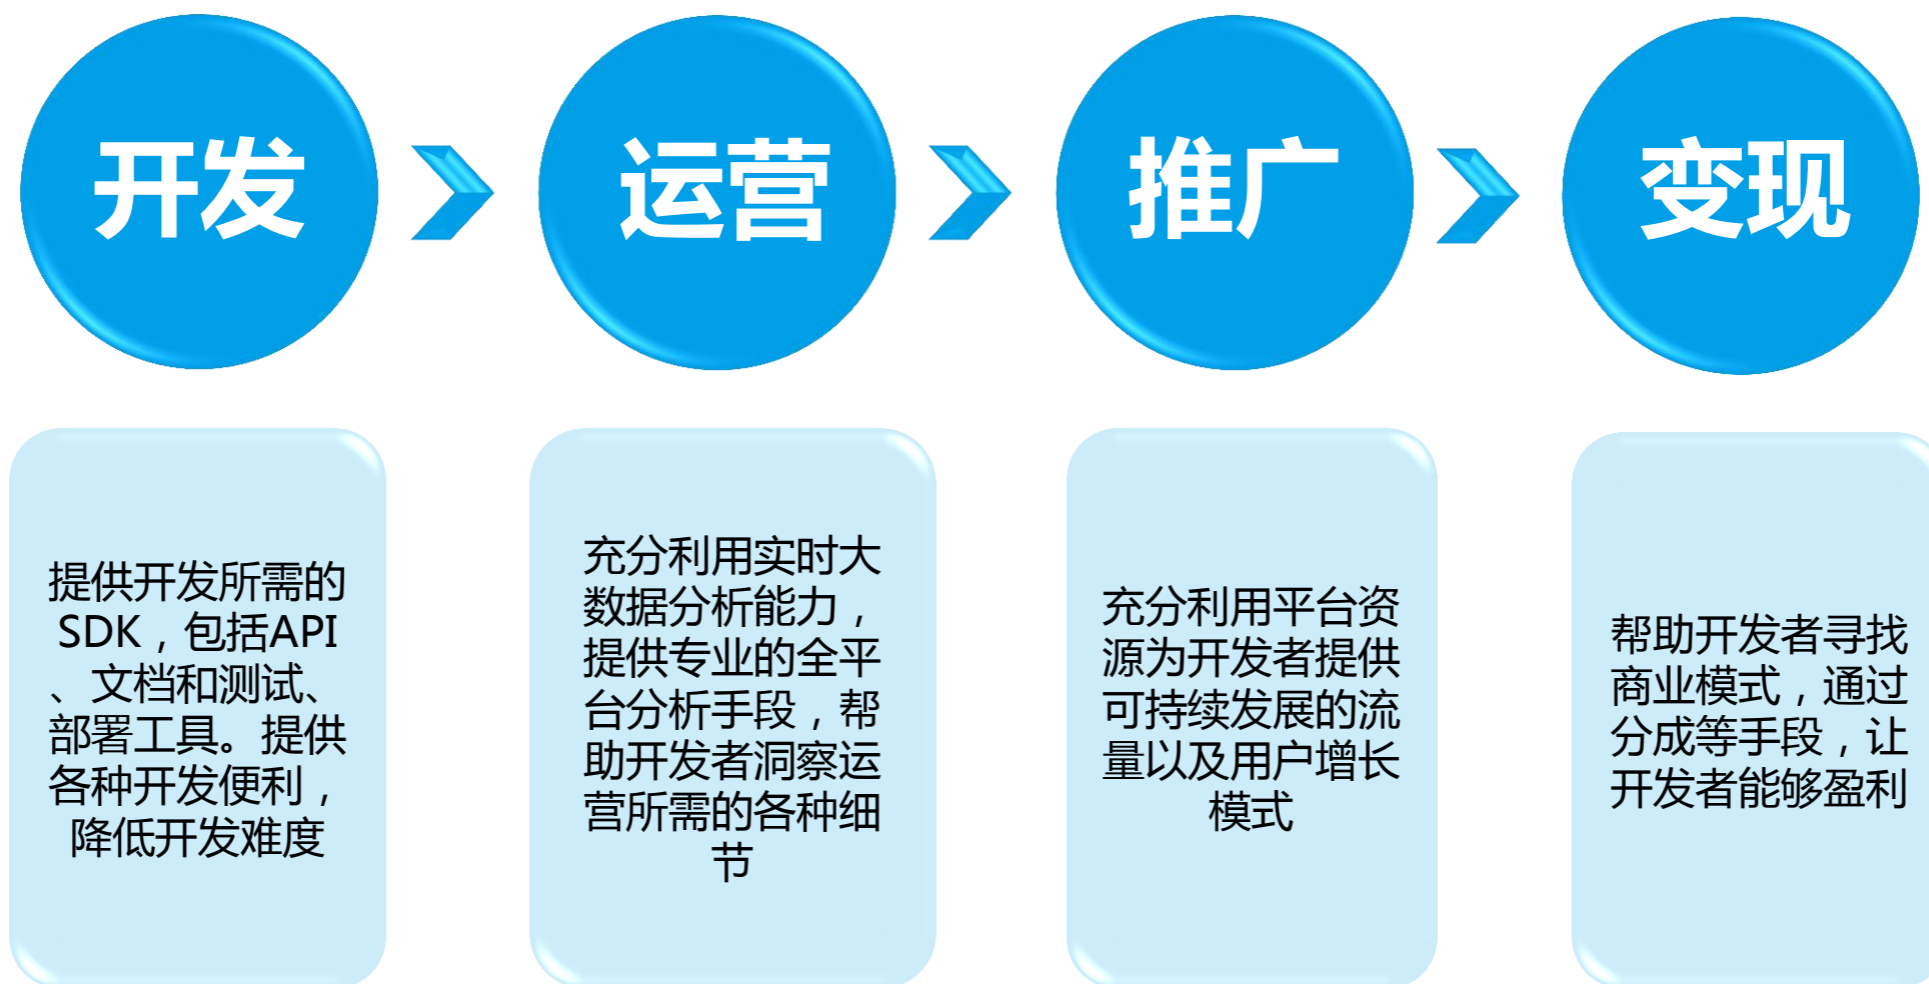 开发
运营
推广
变现
提供开发所需的
SDK，包括API
、文档和测试、
部署工具。提供
各种开发便利，
降低开发难度
充分利用实时大
数据分析能力，
提供专业的全平
台分析手段，帮
助开发者洞察运
营所需的各种细
节
充分利用平台资
源为开发者提供
可持续发展的流
量以及用户增长
模式
帮助开发者寻找
商业模式，通过
分成等手段，让
开发者能够盈利